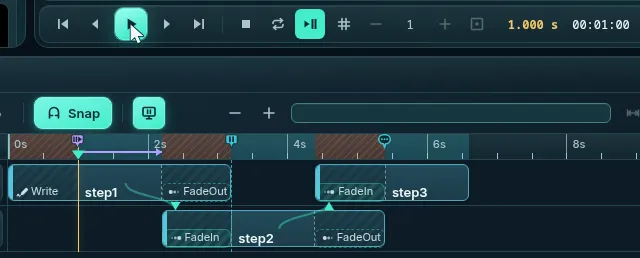 1
1.000 s
00:01:00
Snap
0s
2s
4s
6s
8s
Write
step1
FadeOut
FadeIn
step3
FadeIn
step2
FadeOut